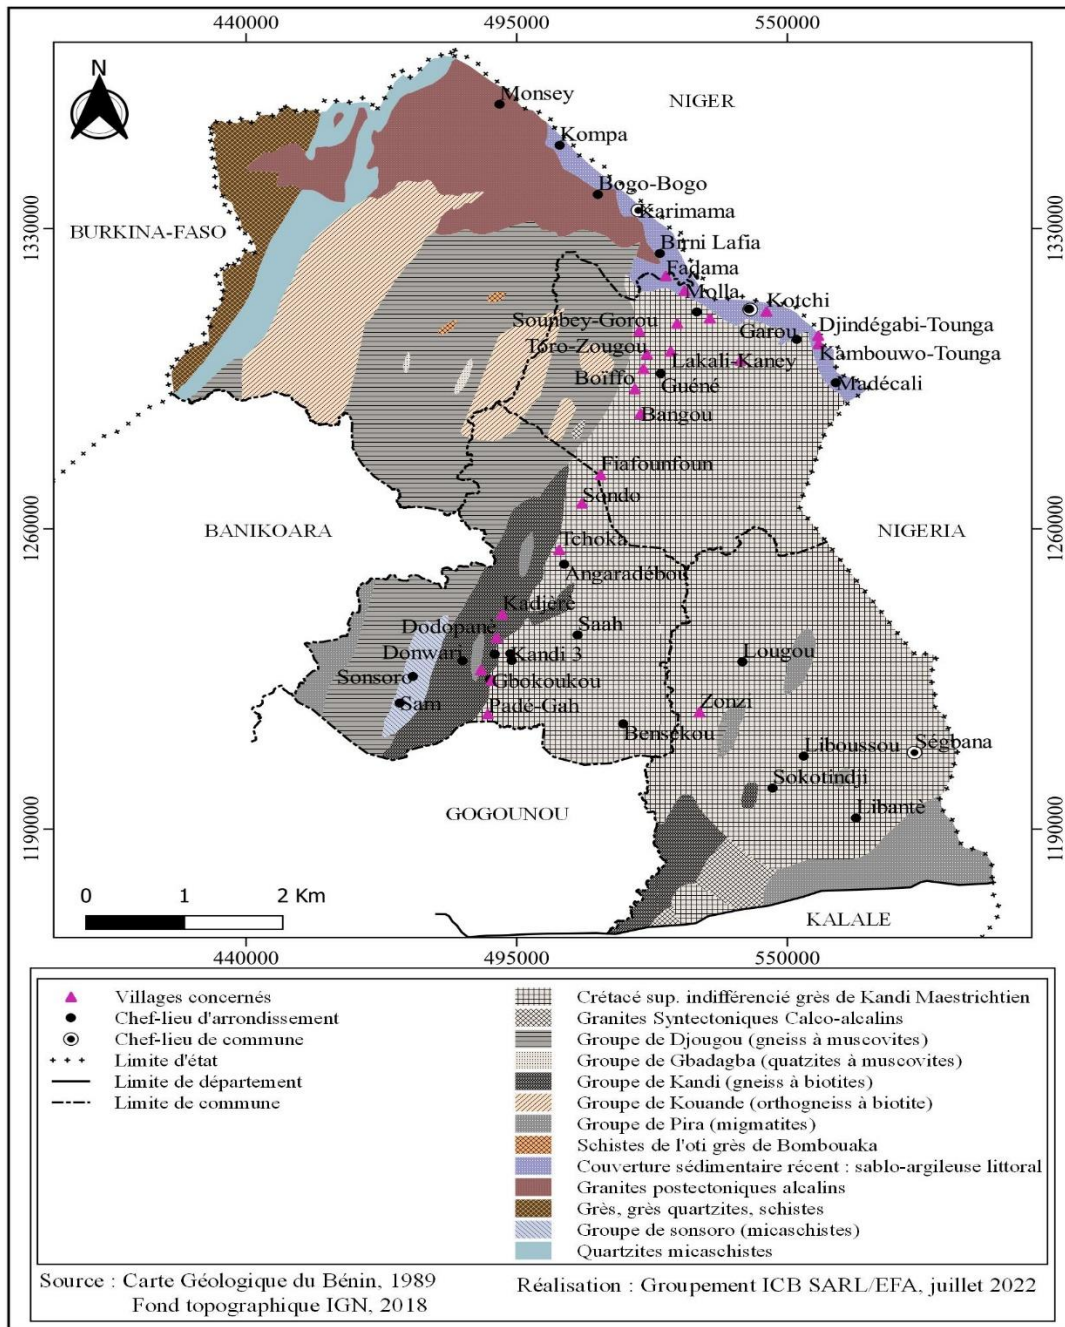 440000
495000
550000
N
NIGER
Monsey
Kompa
Bogo-Bogo
Karimama
1330000
1330000
BURKINA-FASO
Birni Lafia
Fadama
Molla
Kotchi
Sounbey-Gorou
Garou
Djindégabi-Tounga
Toro-Zougou
Lakali-Kaney
Kambouwo-Tounga
Boïffo
Guéné
Madécali
Bangou
Fiafounfoun
Sondo
1260000
1260000
BANIKOARA
NIGERIA
Tchoka
Angaradébou
Kadjèrè
Dodopanè
Saah
Donwari
Kandi 3
Lougou
Sonsoro
Gbokoukou
Sam
Padé-Gah
Zonzi
Bensékou
Liboussou
Ségbana
Sokotindji
Libantè
1190000
1190000
GOGOUNOU
0 1 2 Km
KALALE
440000
495000
550000
Villages concernés
Chef-lieu d'arrondissement
Chef-lieu de commune
Limite d'état
Limite de département
Limite de commune
Crétacé sup. indifférencié grès de Kandi Maestrichtien
Granites Syntectoniques Calco-alcalins
Groupe de Djougou (gneiss à muscovites)
Groupe de Gbadagba (quatzites à muscovites)
Groupe de Kandi (gneiss à biotites)
Groupe de Kouande (orthogneiss à biotite)
Groupe de Pira (migmatites)
Schistes de l'oti grès de Bombouaka
Couverture sédimentaire récent : sablo-argileuse littoral
Granites postectoniques alcalins
Grès, grès quartzites, schistes
Groupe de sonsoro (micaschistes)
Quartzites micaschistes
Source : Carte Géologique du Bénin, 1989
Fond topographique IGN, 2018
Réalisation : Groupement ICB SARL/EFA, juillet 2022